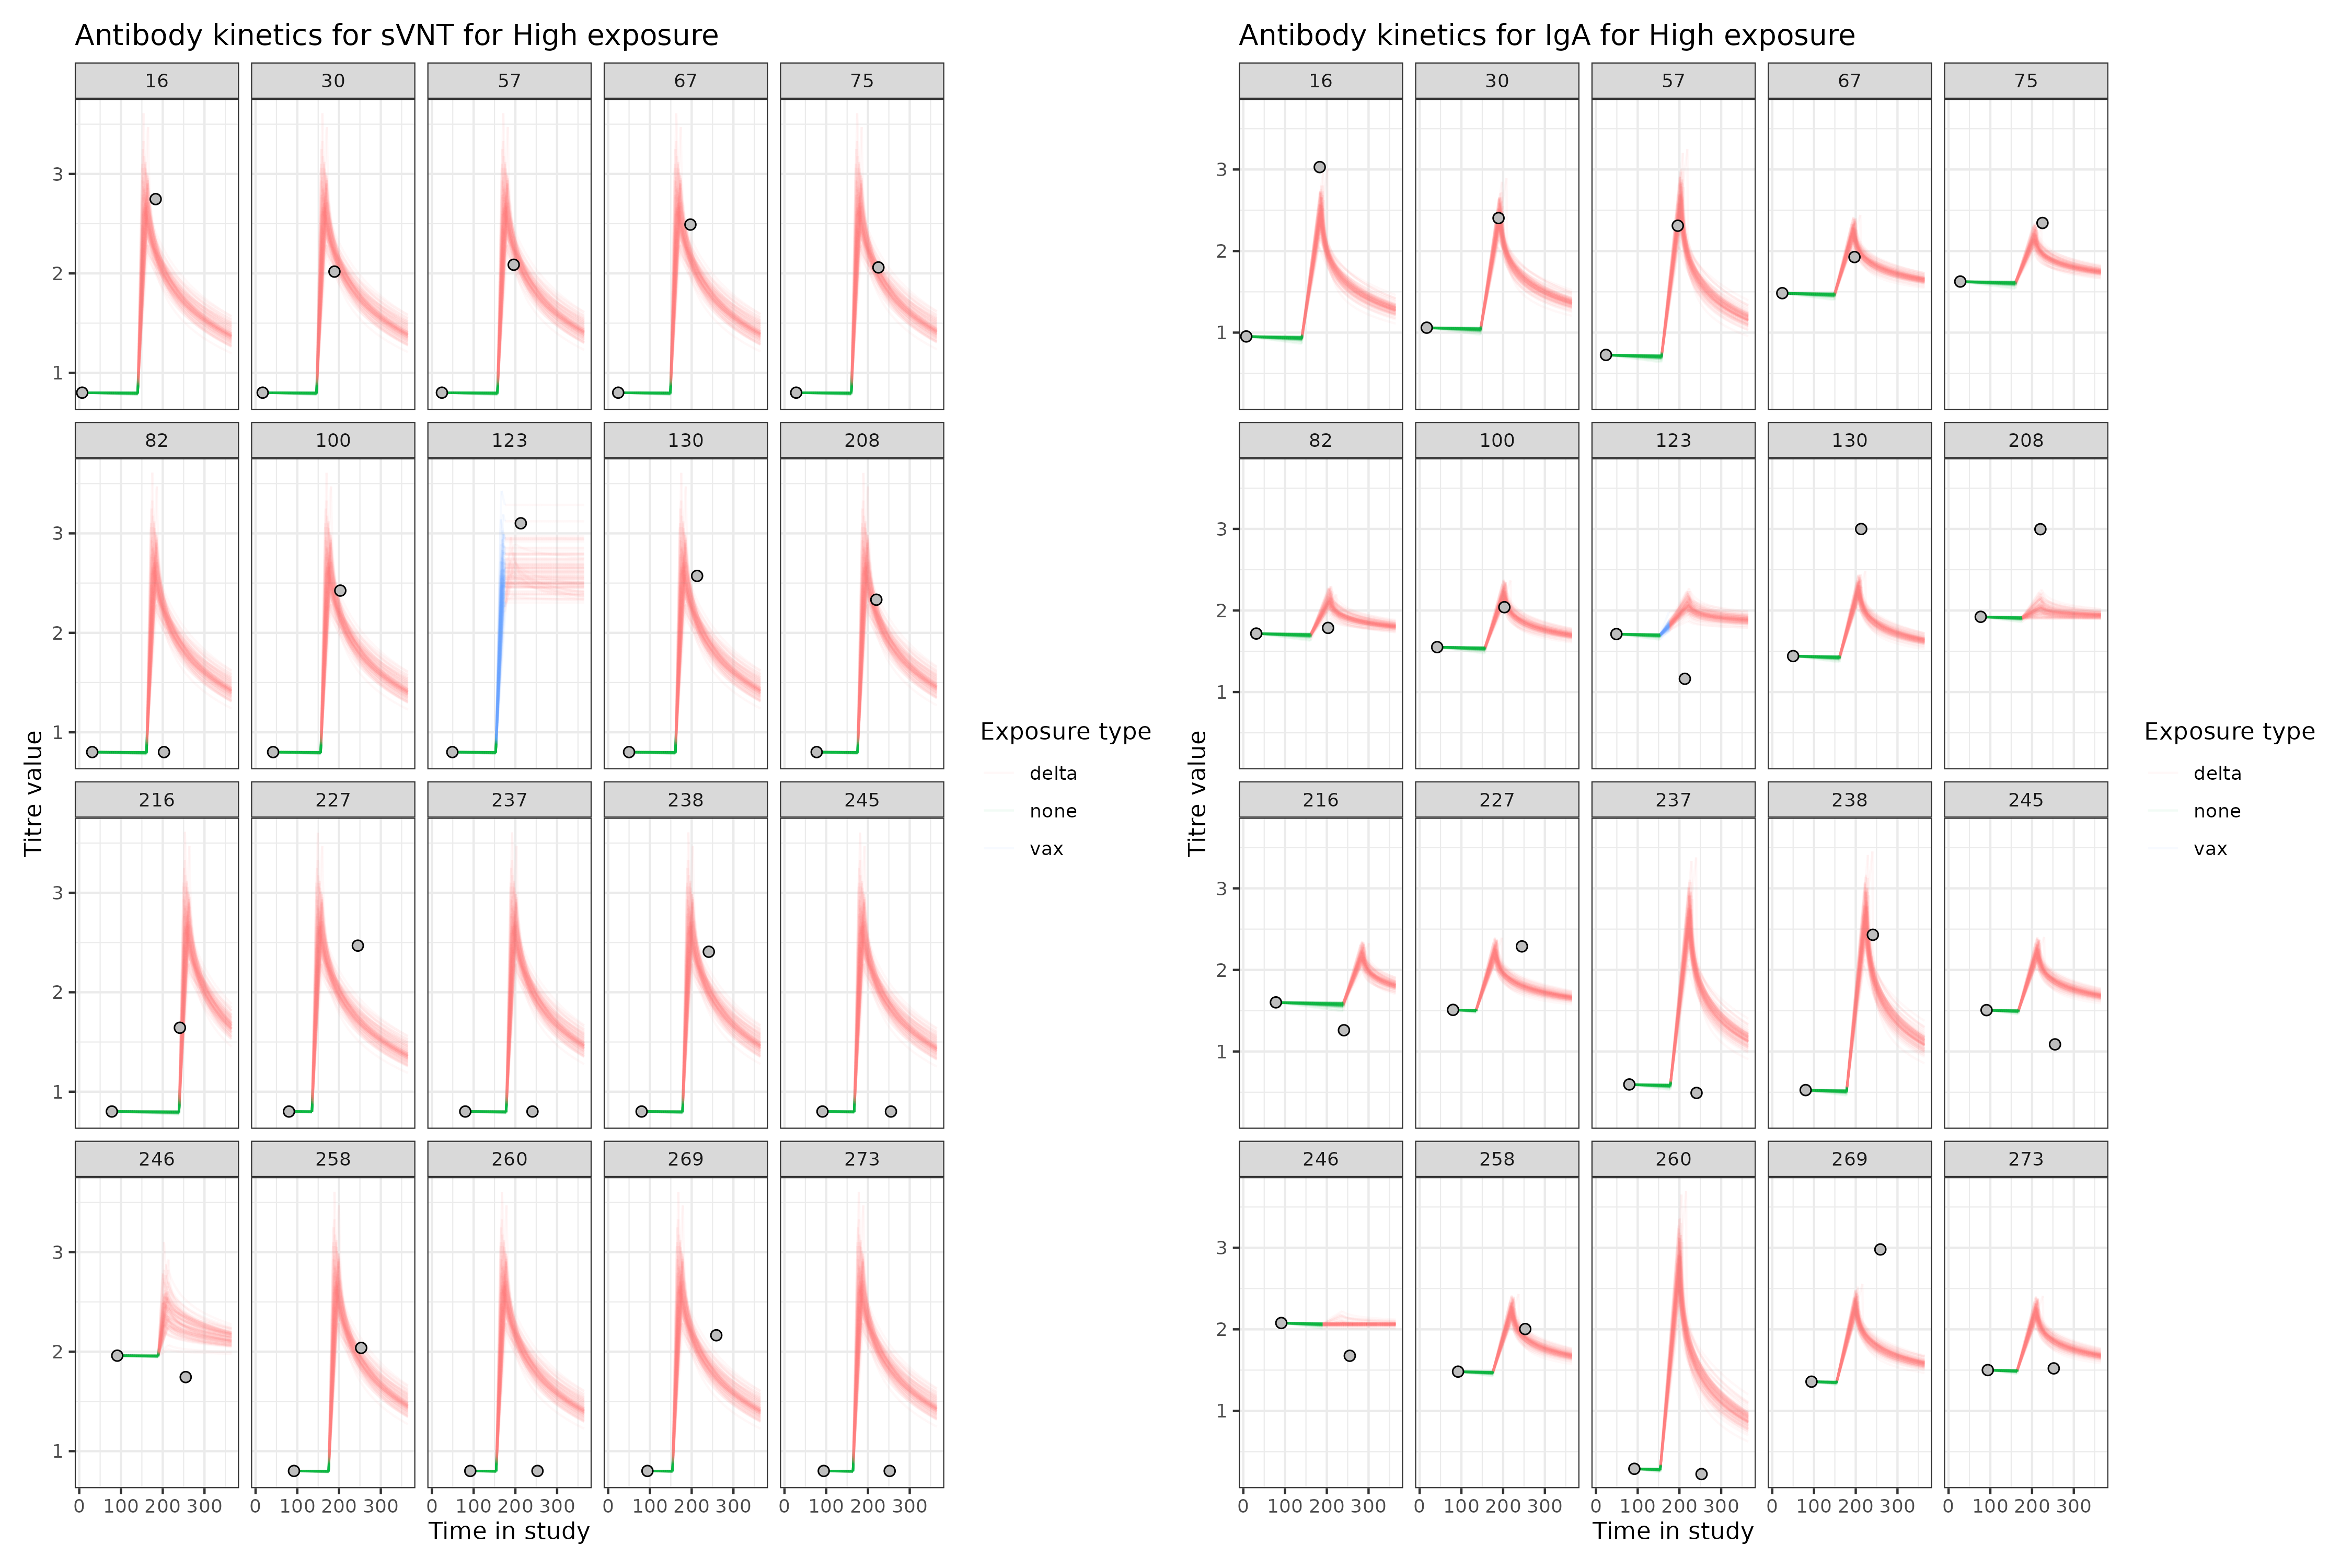 Antibody kinetics for sVNT for High exposure
16 30 57 67 75
3
2
1
82 100 123 130 208
3
2
1
216 227 237 238 245
3
2
1
246 258 260 269 273
3
2
1
0 100 200 300 0 100 200 300 0 100 200 300 0 100 200 300 0 100 200 300
Time in study
Titre value
Exposure type
delta
none
vax
Antibody kinetics for IgA for High exposure
16 30 57 67 75
3
2
1
82 100 123 130 208
3
2
1
216 227 237 238 245
3
2
1
246 258 260 269 273
3
2
1
0 100 200 300 0 100 200 300 0 100 200 300 0 100 200 300 0 100 200 300
Time in study
Titre value
Exposure type
delta
none
vax